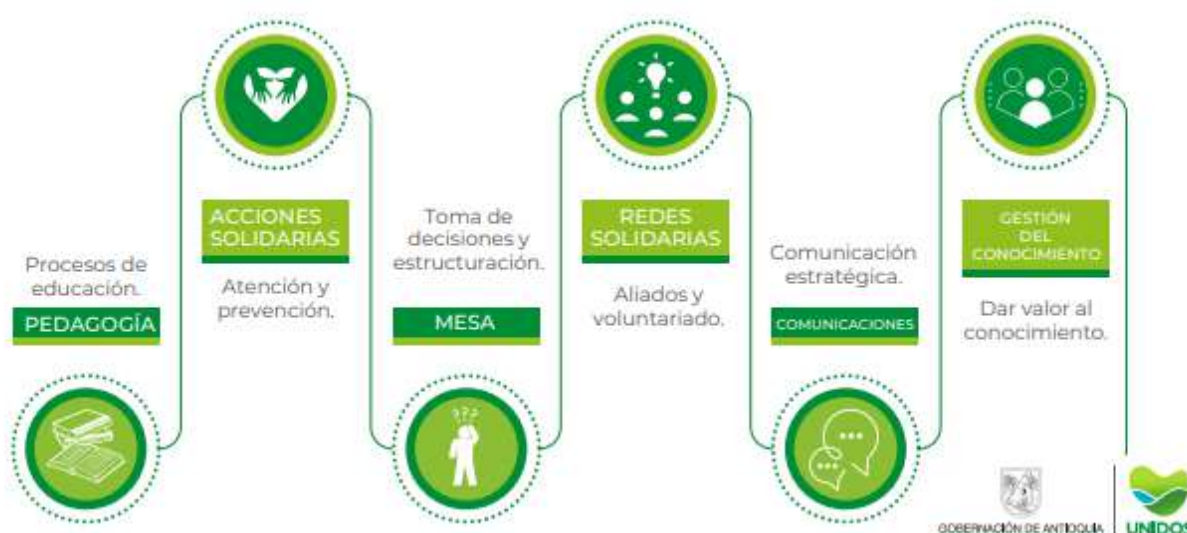 Procesos de
educación.
PEDAGOGÍA
ACCIONES
SOLIDARIAS
Atención y
prevención.
Toma de
decisiones y
estructuración.
MESA
???
REDES
SOLIDARIAS
Aliados y
voluntariado.
Comunicación
estratégica.
COMUNICACIONES
GESTIÓN
DEL
CONOCIMIENTO
Dar valor al
conocimiento.
GOBERNACIÓN DE ANTIOQUIA
UNIDOS